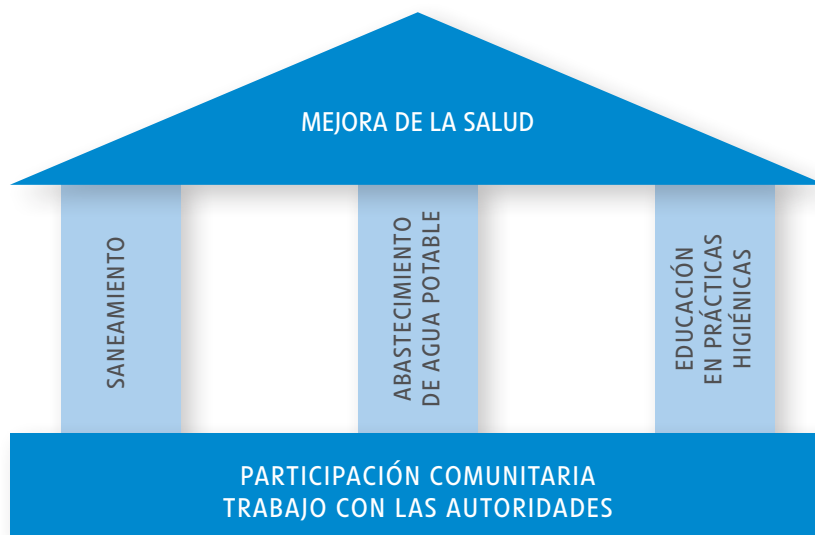 MEJORA DE LA SALUD
SANEAMIENTO
ABASTECIMIENTO
DE AGUA POTABLE
EDUCACIÓN
EN PRÁCTICAS
HIGIÉNICAS
PARTICIPACIÓN COMUNITARIA
TRABAJO CON LAS AUTORIDADES